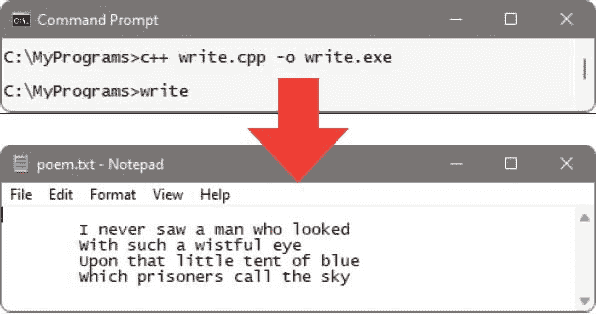 Command Prompt
C:\MyPrograms>c++ write.cpp -o write.exe
C:\MyPrograms>write
poem.txt - Notepad
File Edit Format View Help
I never saw a man who looked
With such a wistful eye
Upon that little tent of blue
Which prisoners call the sky